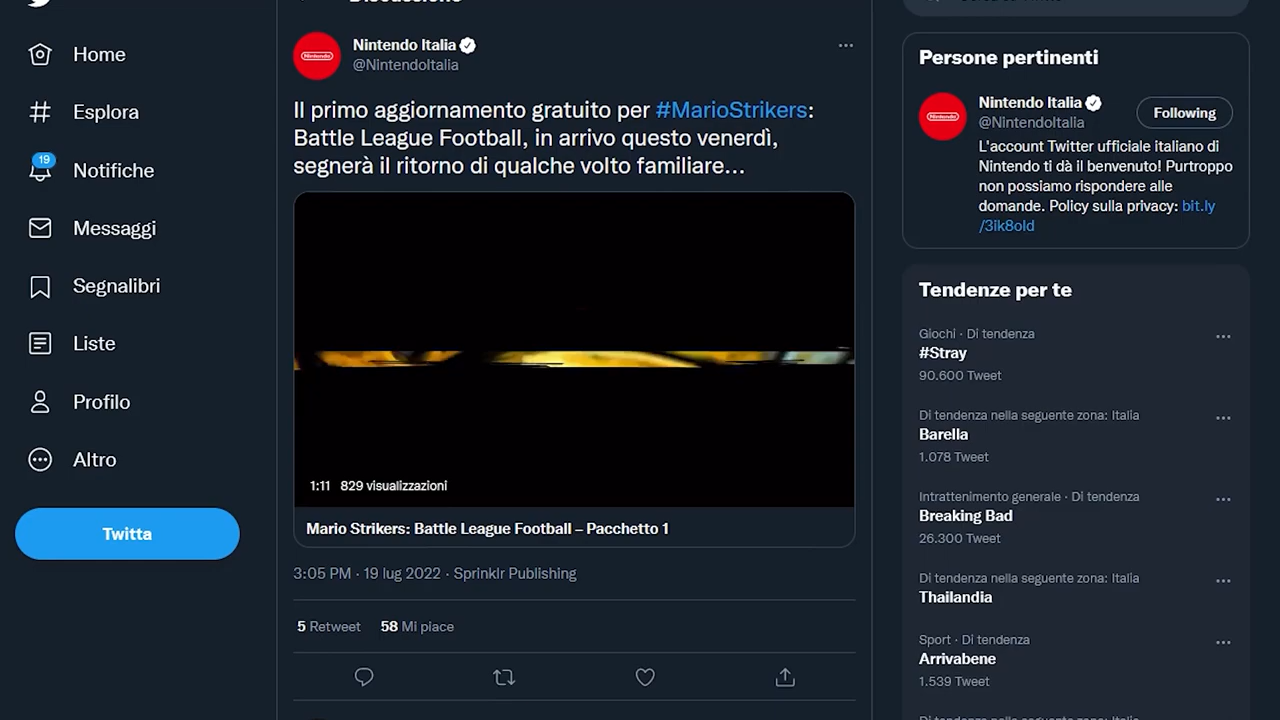 Home
Esplora
19
Notifiche
Messaggi
Segnalibri
Liste
Profilo
Altro
Twitta
Discussione
Nintendo
Nintendo Italia
@NintendoItalia
Il primo aggiornamento gratuito per #MarioStrikers:
Battle League Football, in arrivo questo venerdì,
segnerà il ritorno di qualche volto familiare…
1:11 829 visualizzazioni
Mario Strikers: Battle League Football – Pacchetto 1
3:05 PM · 19 lug 2022 · Sprinklr Publishing
5 Retweet 58 Mi piace
Persone pertinenti
Nintendo
Nintendo Italia
@NintendoItalia
Following
L'account Twitter ufficiale italiano di
Nintendo ti dà il benvenuto! Purtroppo
non possiamo rispondere alle
domande. Policy sulla privacy: bit.ly
/3ik8old
Tendenze per te
Giochi · Di tendenza
#Stray
90.600 Tweet
Di tendenza nella seguente zona: Italia
Barella
1.078 Tweet
Intrattenimento generale · Di tendenza
Breaking Bad
26.300 Tweet
Di tendenza nella seguente zona: Italia
Thailandia
Sport · Di tendenza
Arrivabene
1.539 Tweet